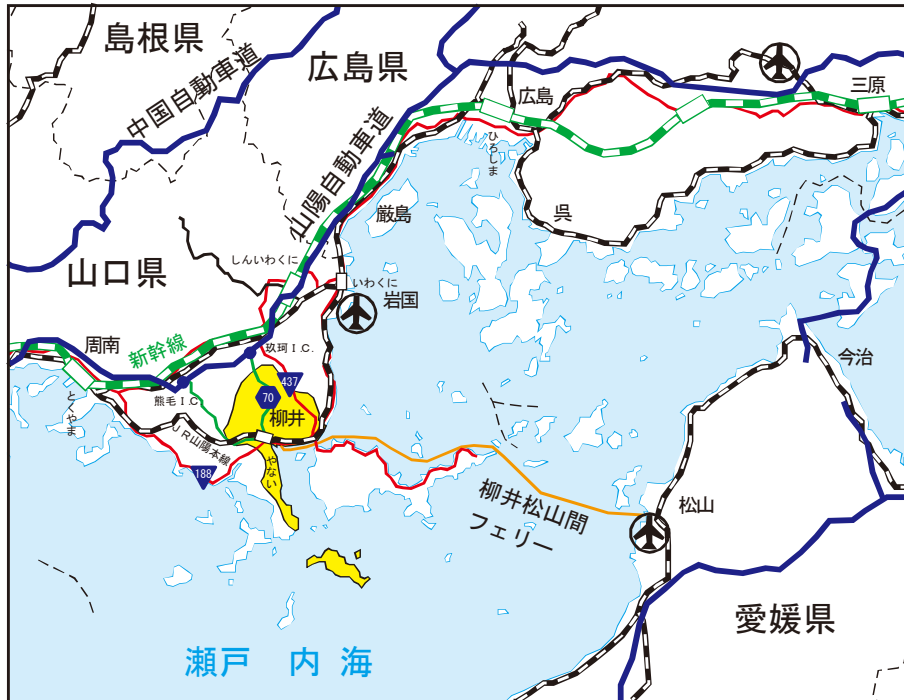 島根県
広島県
中国自動車道
山陽自動車道
広島
ひろしま
三原
呉
厳島
しんいわくに
山口県
いわくに
岩国
周南
新幹線
玖珂I.C.
437
70
熊毛I.C
柳井
とくやま
JR山陽本線
やない
188
今治
柳井松山間
フェリー
松山
愛媛県
瀬戸 内 海